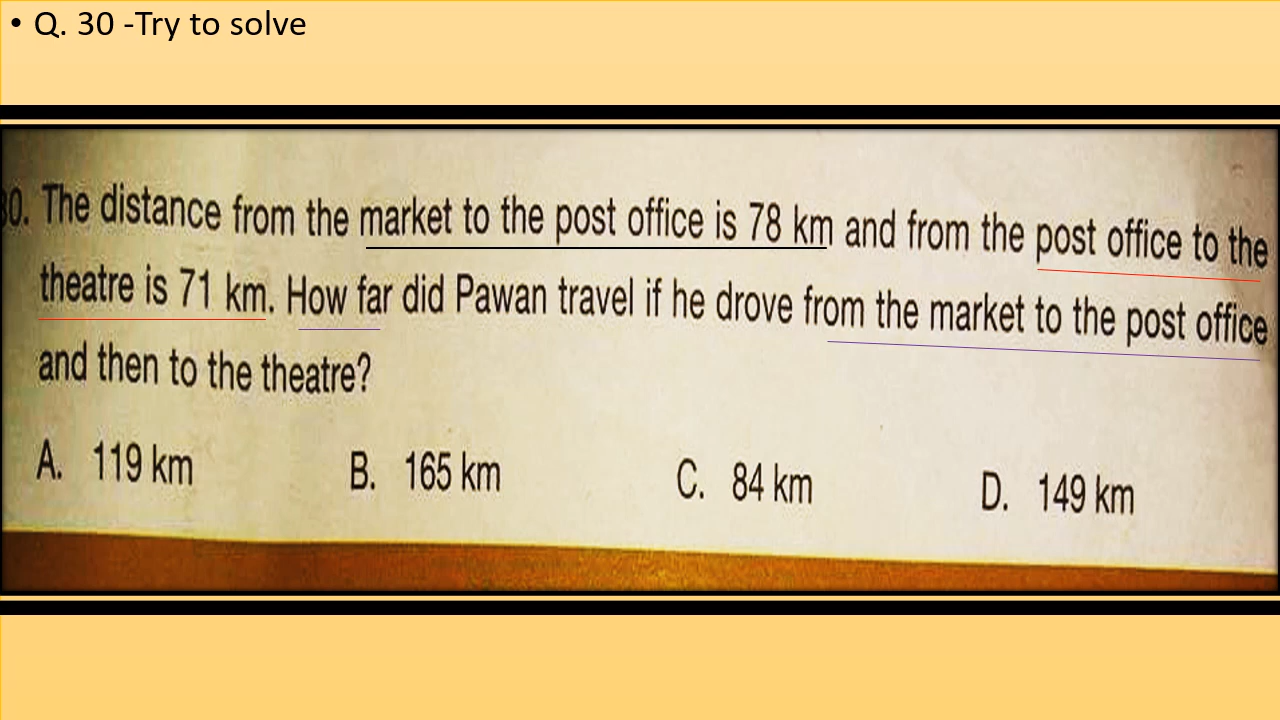 • Q. 30 -Try to solve
30. The distance from the market to the post office is 78 km and from the post office to the
theatre is 71 km. How far did Pawan travel if he drove from the market to the post office
and then to the theatre?
A. 119 km B. 165 km C. 84 km D. 149 km